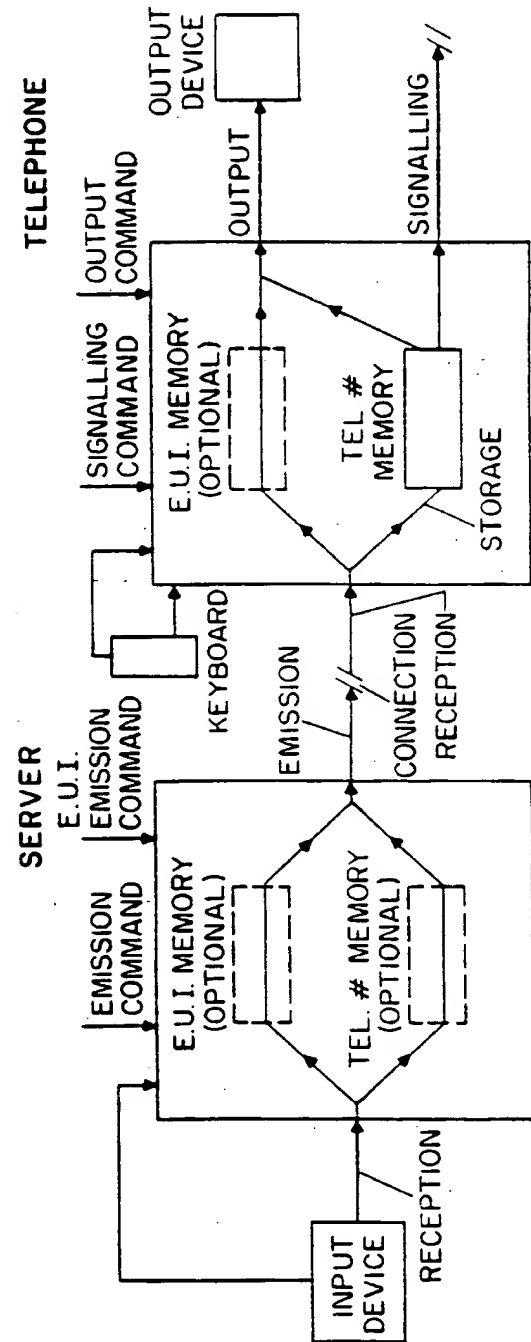 SERVER
TELEPHONE
EMISSION
COMMAND
E.U.I.
EMISSION
COMMAND
SIGNALLING
COMMAND
OUTPUT
COMMAND
INPUT
DEVICE
RECEPTION
E.U.I. MEMORY
(OPTIONAL)
TEL. # MEMORY
(OPTIONAL)
EMISSION
CONNECTION
RECEPTION
KEYBOARD
E.U.I. MEMORY
(OPTIONAL)
TEL #
MEMORY
STORAGE
OUTPUT
SIGNALLING
OUTPUT
DEVICE